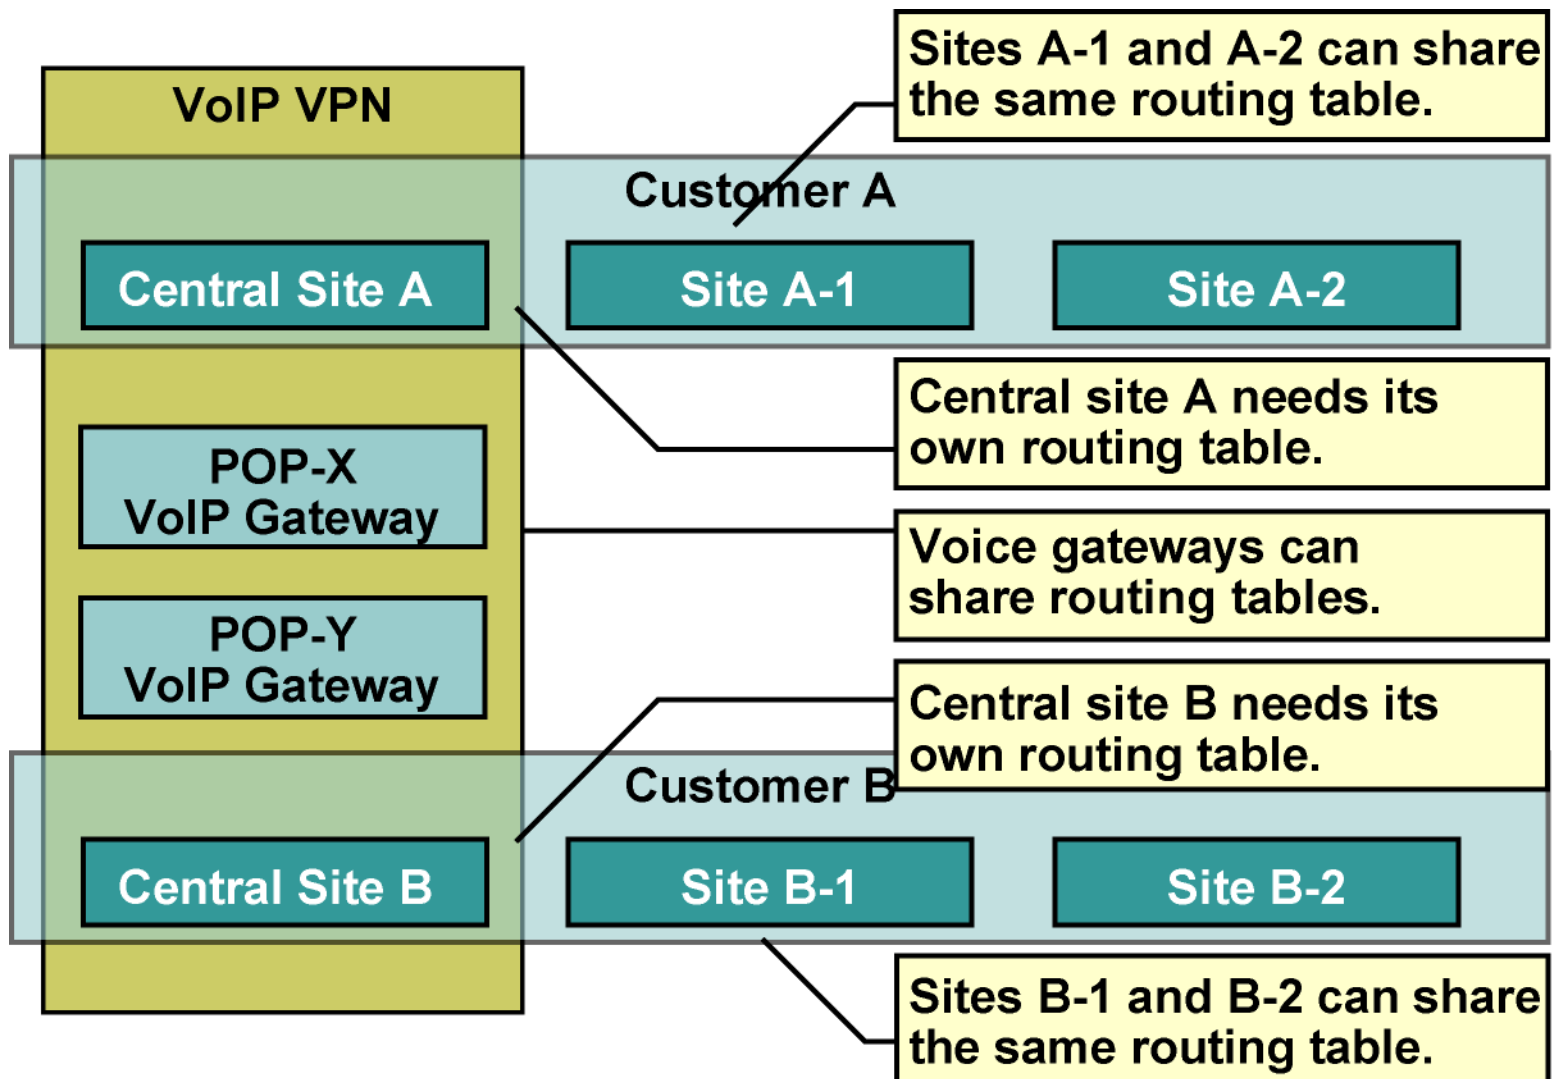 Sites A-1 and A-2 can share
the same routing table.
VoIP VPN
Customer A
Central Site A
Site A-1
Site A-2
Central site A needs its
own routing table.
POP-X
VoIP Gateway
Voice gateways can
share routing tables.
POP-Y
VoIP Gateway
Central site B needs its
own routing table.
Customer B
Central Site B
Site B-1
Site B-2
Sites B-1 and B-2 can share
the same routing table.